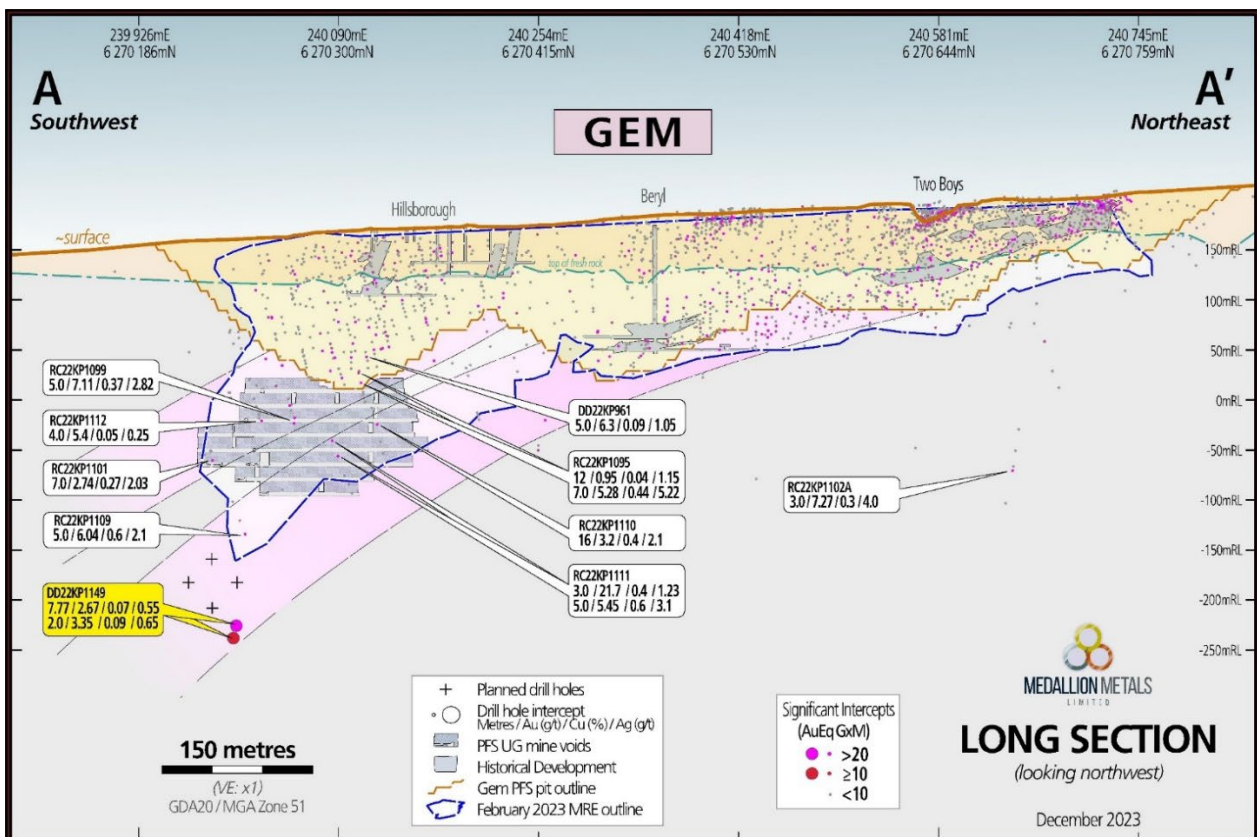 239 926mE
6 270 186mN
240 090mE
6 270 300mN
240 254mE
6 270 415mN
240 418mE
6 270 530mN
240 581mE
6 270 644mN
240 745mE
6 270 759mN
A
Southwest
GEM
A′
Northeast
Hillsborough
Beryl
Two Boys
~surface
top of fresh rock
150mRL
100mRL
50mRL
0mRL
-50mRL
-100mRL
-150mRL
-200mRL
-250mRL
RC22KP1099
5.0 / 7.11 / 0.37 / 2.82
RC22KP1112
4.0 / 5.4 / 0.05 / 0.25
RC22KP1101
7.0 / 2.74 / 0.27 / 2.03
RC22KP1109
5.0 / 6.04 / 0.6 / 2.1
DD22KP1149
7.77 / 2.67 / 0.07 / 0.55
2.0 / 3.35 / 0.09 / 0.65
DD22KP961
5.0 / 6.3 / 0.09 / 1.05
RC22KP1095
12 / 0.95 / 0.04 / 1.15
7.0 / 5.28 / 0.44 / 5.22
RC22KP1110
16 / 3.2 / 0.4 / 2.1
RC22KP1111
3.0 / 21.7 / 0.4 / 1.23
5.0 / 5.45 / 0.6 / 3.1
RC22KP1102A
3.0 / 7.27 / 0.3 / 4.0
150 metres
(VE: x1)
GDA20 / MGA Zone 51
Planned drill holes
Drill hole intercept
Metres / Au (g/t) / Cu (%) / Ag (g/t)
PFS UG mine voids
Historical Development
Gem PFS pit outline
February 2023 MRE outline
Significant Intercepts
(AuEq GxM)
>20
≥10
<10
MEDALLION METALS
LIMITED
LONG SECTION
(looking northwest)
December 2023